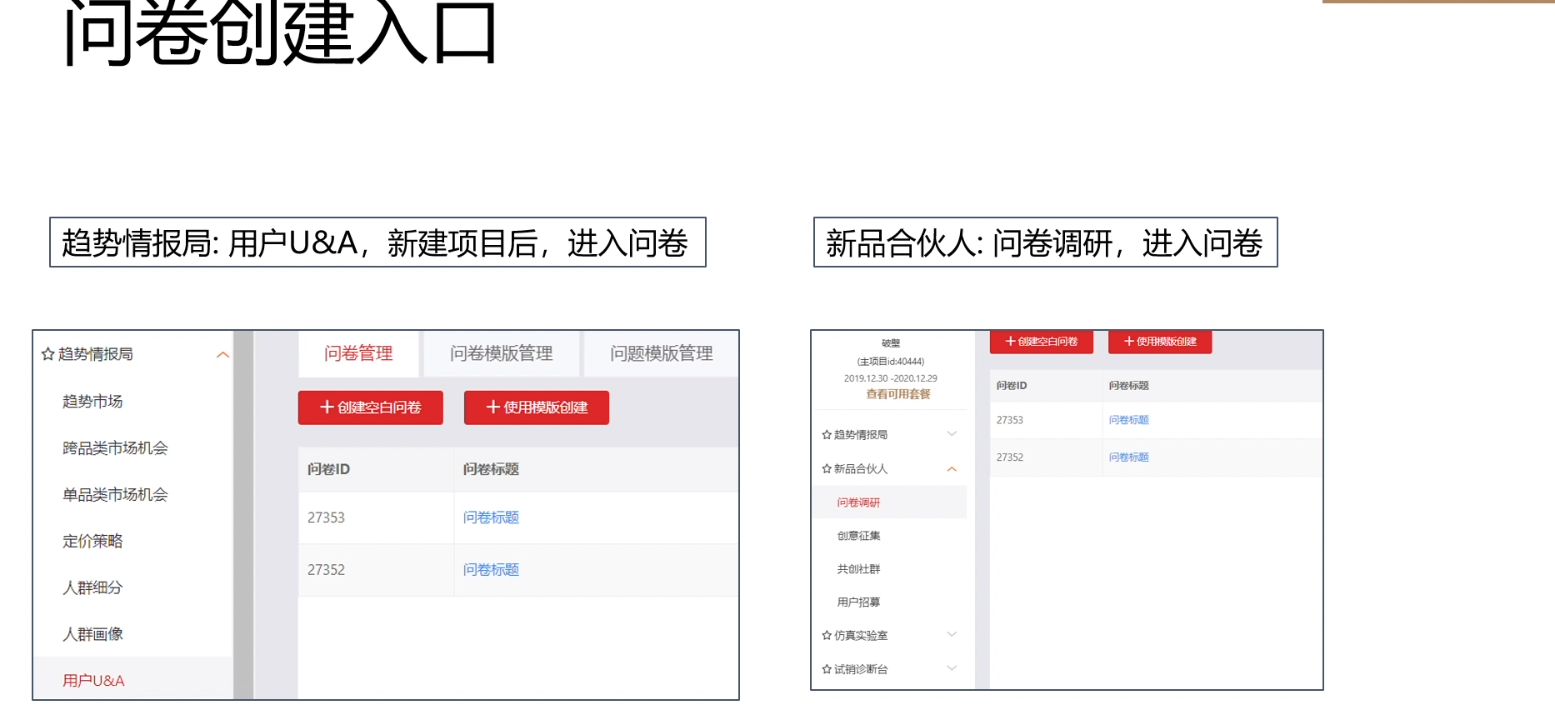 问卷创建入口
趋势情报局: 用户U&A，新建项目后，进入问卷
新品合伙人: 问卷调研，进入问卷
趋势情报局
趋势市场
跨品类市场机会
单品类市场机会
定价策略
人群细分
人群画像
用户U&A
问卷管理 问卷模版管理 问题模版管理
+ 创建空白问卷 + 使用模版创建
问卷ID 问卷标题
27353 问卷标题
27352 问卷标题
破壁
(主项目id:40444)
2019.12.30 -2020.12.29
查看可用套餐
趋势情报局
新品合伙人
问卷调研
创意征集
共创社群
用户招募
仿真实验室
试销诊断台
+ 创建空白问卷 + 使用模版创建
问卷ID 问卷标题
27353 问卷标题
27352 问卷标题